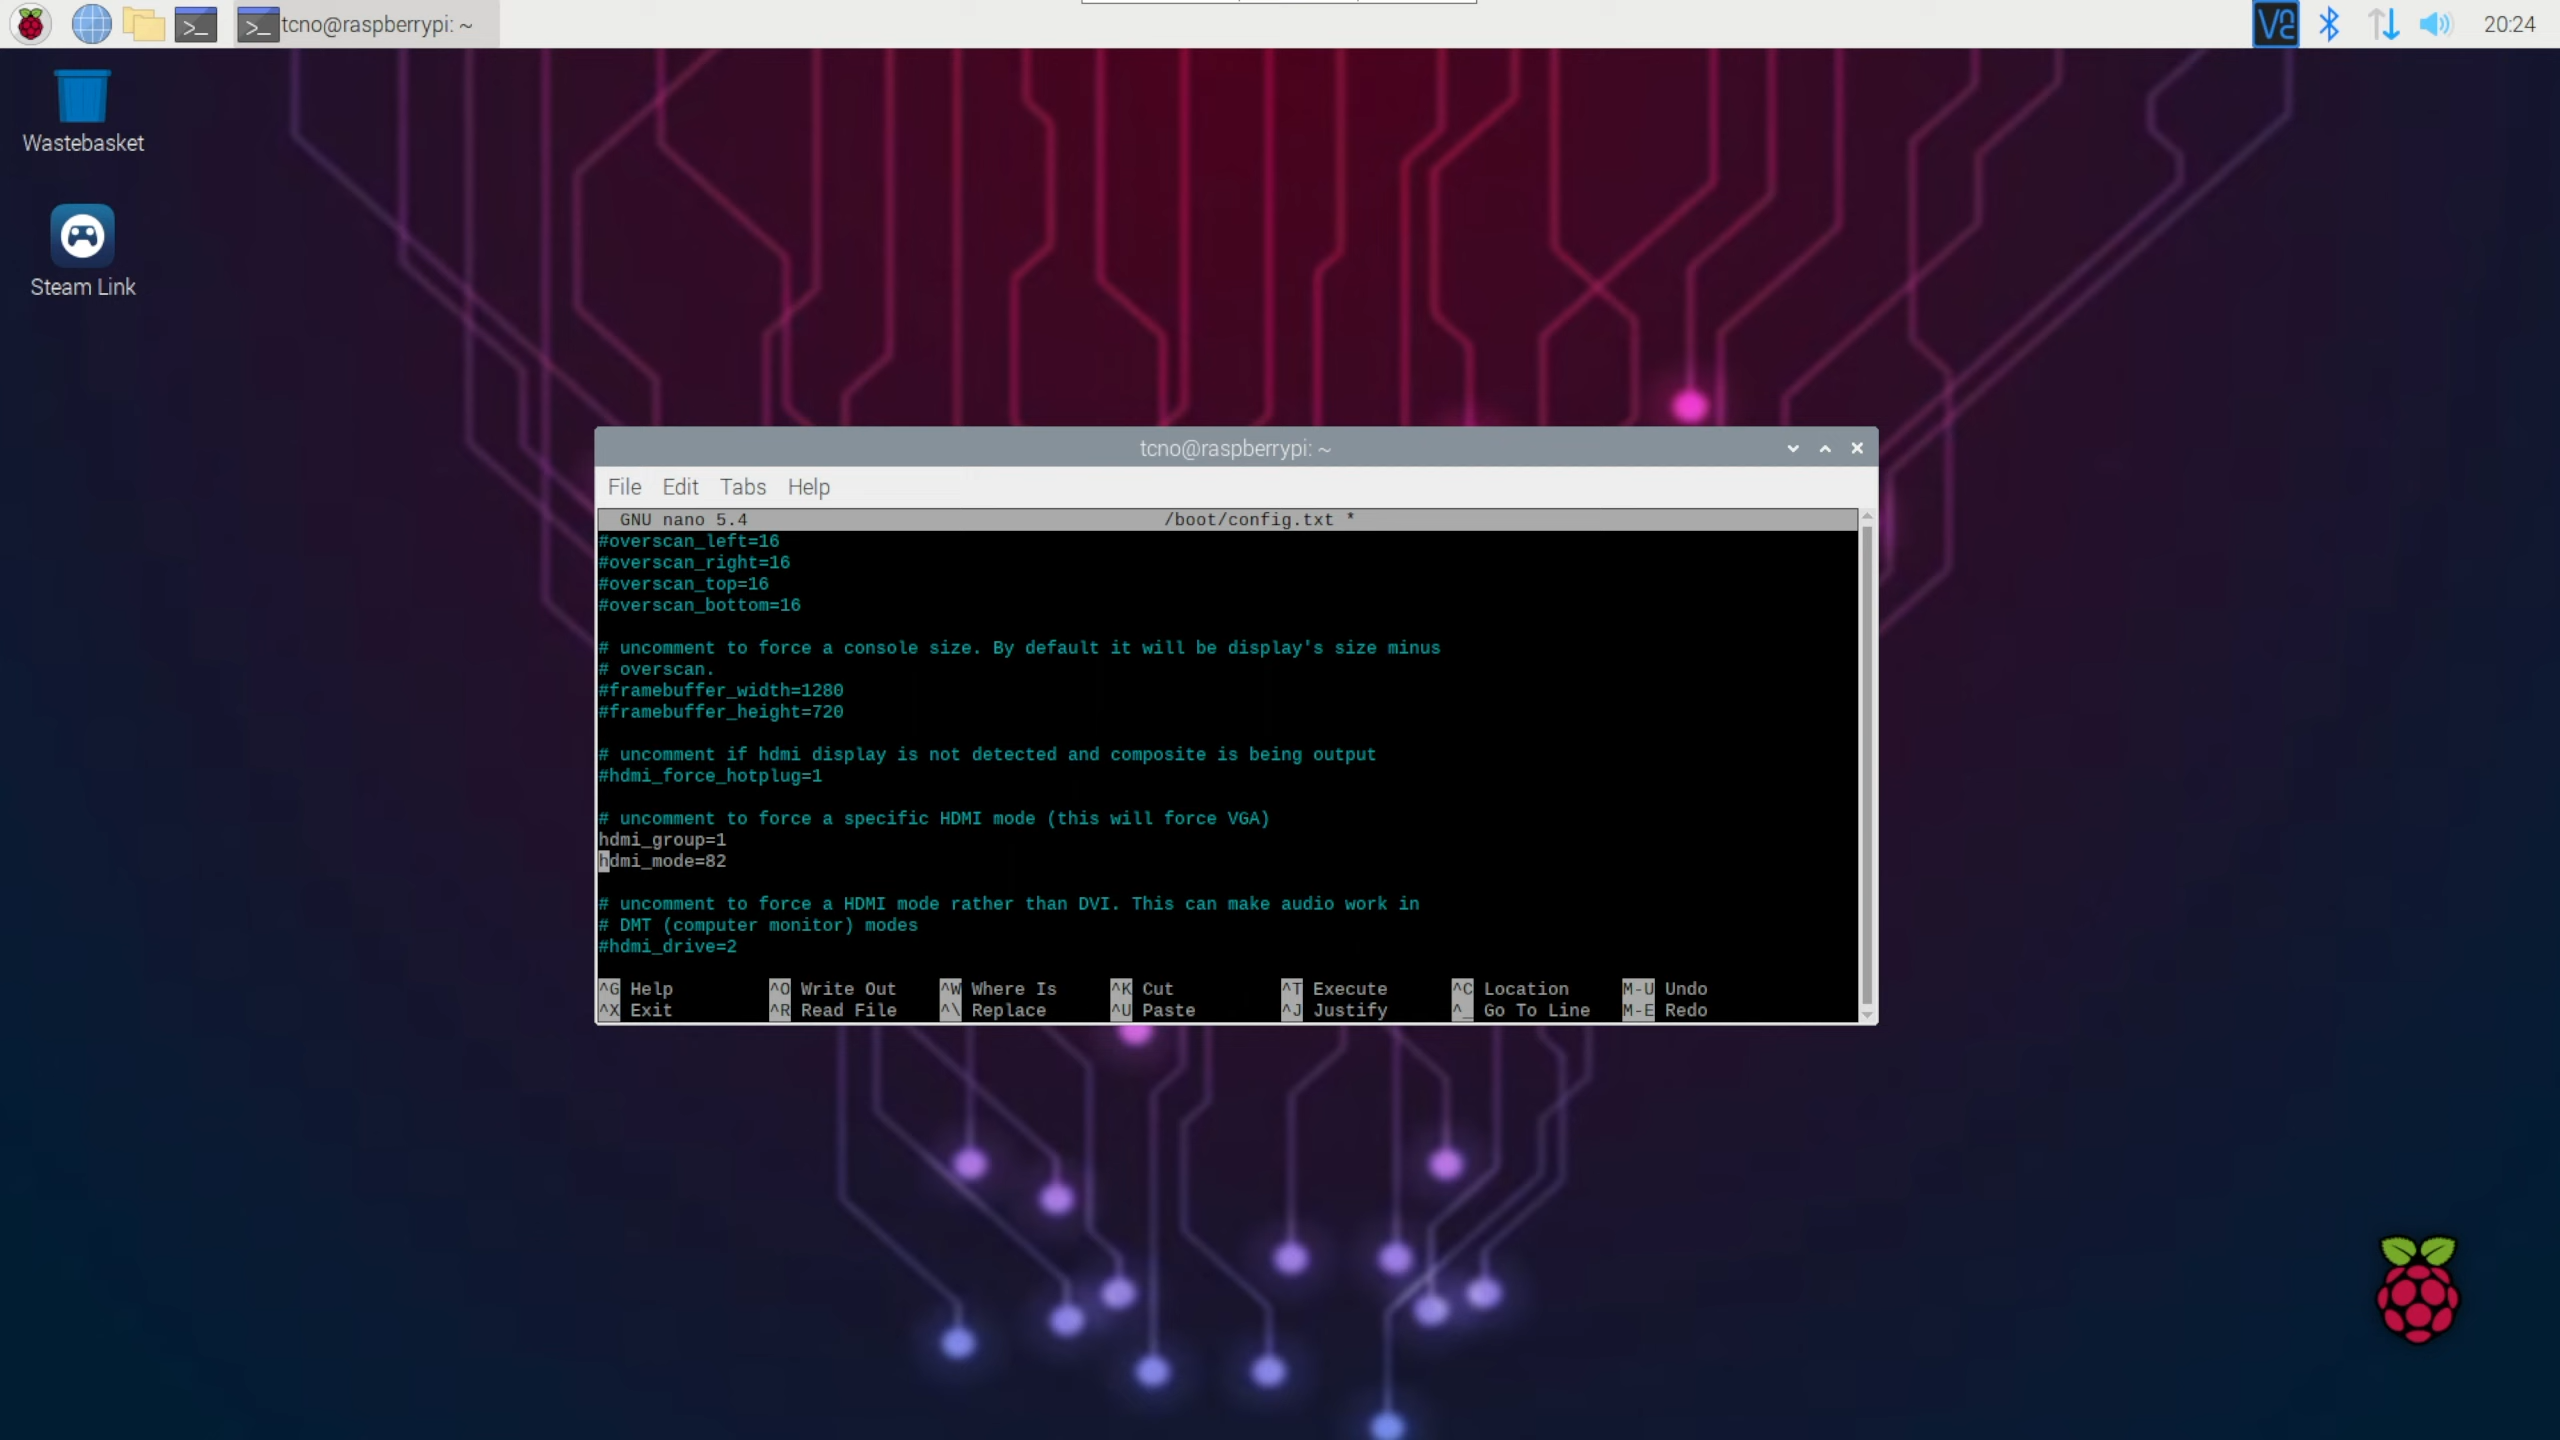 tcno@raspberrypi: ~
20:24
Wastebasket
Steam Link
tcno@raspberrypi: ~
File Edit Tabs Help
GNU nano 5.4 /boot/config.txt *
#overscan_left=16
#overscan_right=16
#overscan_top=16
#overscan_bottom=16
# uncomment to force a console size. By default it will be display's size minus
# overscan.
#framebuffer_width=1280
#framebuffer_height=720
# uncomment if hdmi display is not detected and composite is being output
#hdmi_force_hotplug=1
# uncomment to force a specific HDMI mode (this will force VGA)
hdmi_group=1
hdmi_mode=82
# uncomment to force a HDMI mode rather than DVI. This can make audio work in
# DMT (computer monitor) modes
#hdmi_drive=2
^G Help ^O Write Out ^W Where Is ^K Cut ^T Execute ^C Location M-U Undo
^X Exit ^R Read File ^\ Replace ^U Paste ^J Justify ^_ Go To Line M-E Redo